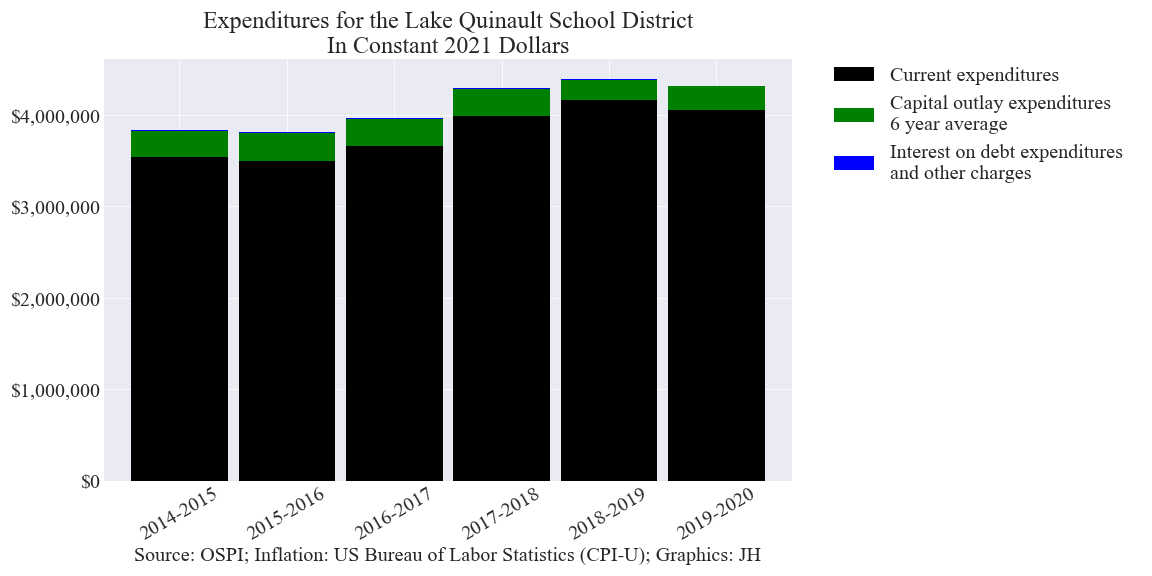 Expenditures for the Lake Quinault School District
In Constant 2021 Dollars
Current expenditures
Capital outlay expenditures
6 year average
Interest on debt expenditures
and other charges
$4,000,000
$3,000,000
$2,000,000
$1,000,000
$0
2014-2015
2015-2016
2016-2017
2017-2018
2018-2019
2019-2020
Source: OSPI; Inflation: US Bureau of Labor Statistics (CPI-U); Graphics: JH